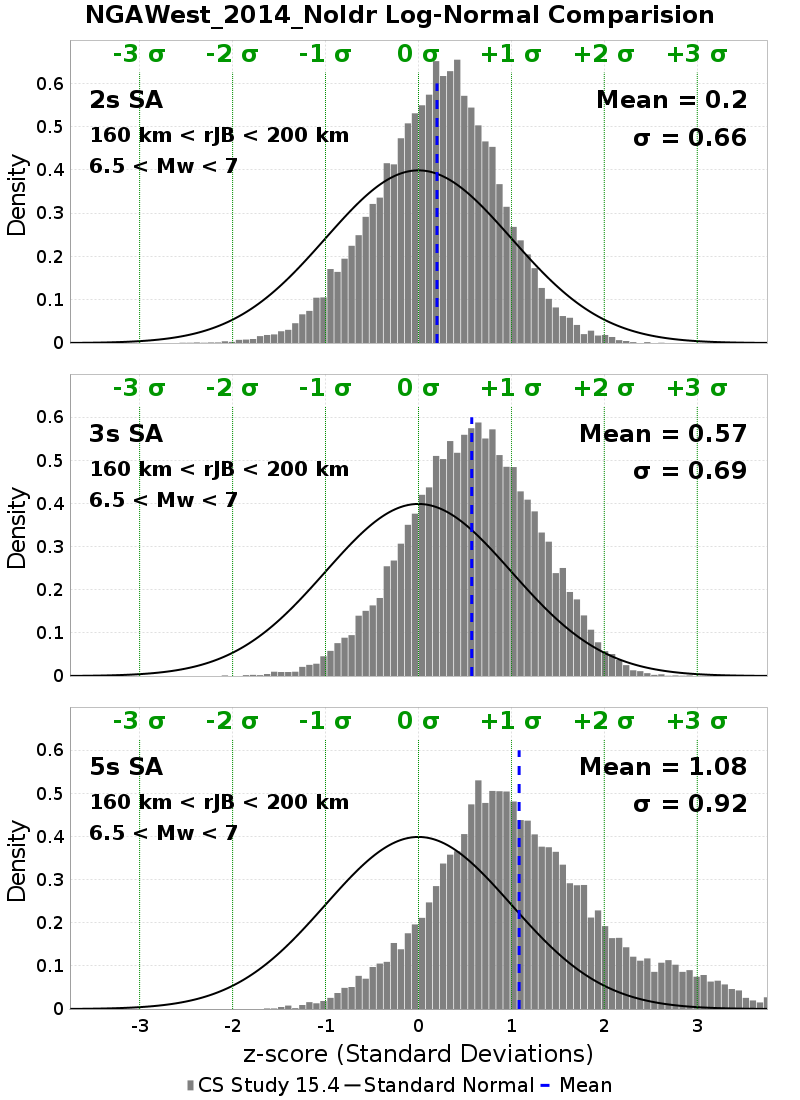 NGAWest_2014_NoIdr Log-Normal Comparision
-3 σ -2 σ -1 σ 0 σ +1 σ +2 σ +3 σ
2s SA
160 km < rJB < 200 km
6.5 < Mw < 7
Mean = 0.2
σ = 0.66
Density
0.6
0.5
0.4
0.3
0.2
0.1
0
-3 σ -2 σ -1 σ 0 σ +1 σ +2 σ +3 σ
3s SA
160 km < rJB < 200 km
6.5 < Mw < 7
Mean = 0.57
σ = 0.69
Density
0.6
0.5
0.4
0.3
0.2
0.1
0
-3 σ -2 σ -1 σ 0 σ +1 σ +2 σ +3 σ
5s SA
160 km < rJB < 200 km
6.5 < Mw < 7
Mean = 1.08
σ = 0.92
Density
0.6
0.5
0.4
0.3
0.2
0.1
0
-3 -2 -1 0 1 2 3
z-score (Standard Deviations)
CS Study 15.4 Standard Normal Mean